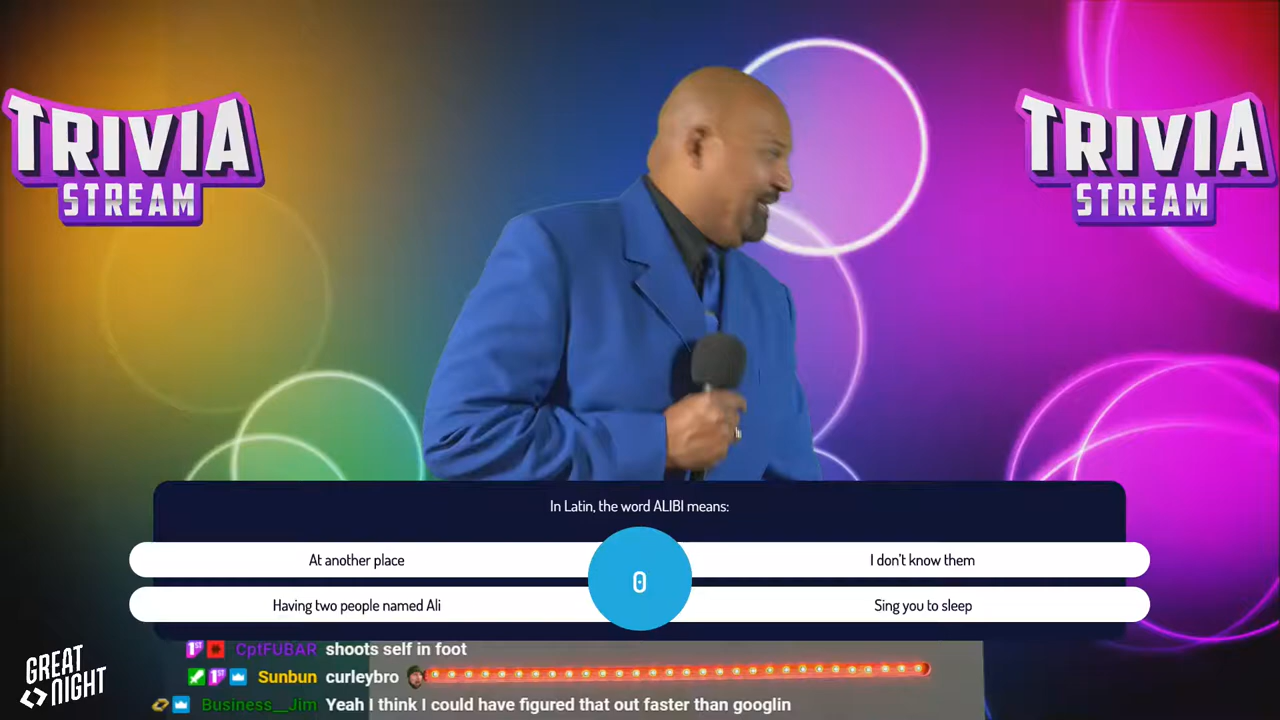 TRIVIA
STREAM
TRIVIA
STREAM
In Latin, the word ALIBI means:
At another place
I don't know them
0
Having two people named Ali
Sing you to sleep
GREAT
NIGHT
1ST CptFUBAR shoots self in foot
1ST Sunbun curleybro
Business__Jim Yeah I think I could have figured that out faster than googlin